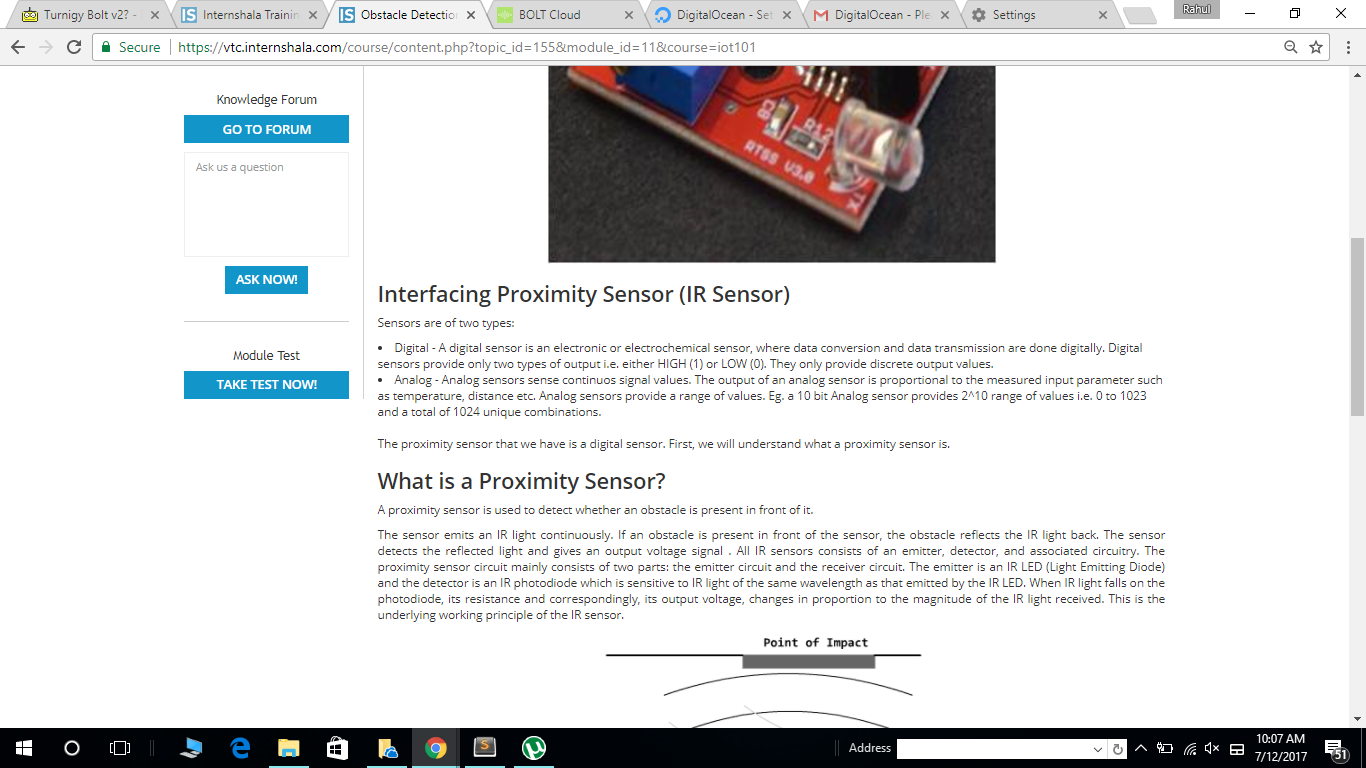 Turnigy Bolt v2? -
Internshala Trainin
Obstacle Detection
BOLT Cloud
DigitalOcean - Set
DigitalOcean - Ple
Settings
Rahul
Secure
https://vtc.internshala.com/course/content.php?topic_id=155&module_id=11&course=iot101
Knowledge Forum
GO TO FORUM
Ask us a question
ASK NOW!
Module Test
TAKE TEST NOW!
R12
RTSS V3.0
Interfacing Proximity Sensor (IR Sensor)
Sensors are of two types:
• Digital - A digital sensor is an electronic or electrochemical sensor, where data conversion and data transmission are done digitally. Digital
sensors provide only two types of output i.e. either HIGH (1) or LOW (0). They only provide discrete output values.
• Analog - Analog sensors sense continuos signal values. The output of an analog sensor is proportional to the measured input parameter such
as temperature, distance etc. Analog sensors provide a range of values. Eg. a 10 bit Analog sensor provides 2^10 range of values i.e. 0 to 1023
and a total of 1024 unique combinations.
The proximity sensor that we have is a digital sensor. First, we will understand what a proximity sensor is.
What is a Proximity Sensor?
A proximity sensor is used to detect whether an obstacle is present in front of it.
The sensor emits an IR light continuously. If an obstacle is present in front of the sensor, the obstacle reflects the IR light back. The sensor
detects the reflected light and gives an output voltage signal . All IR sensors consists of an emitter, detector, and associated circuitry. The
proximity sensor circuit mainly consists of two parts: the emitter circuit and the receiver circuit. The emitter is an IR LED (Light Emitting Diode)
and the detector is an IR photodiode which is sensitive to IR light of the same wavelength as that emitted by the IR LED. When IR light falls on the
photodiode, its resistance and correspondingly, its output voltage, changes in proportion to the magnitude of the IR light received. This is the
underlying working principle of the IR sensor.
Point of Impact
Address
10:07 AM
7/12/2017
51